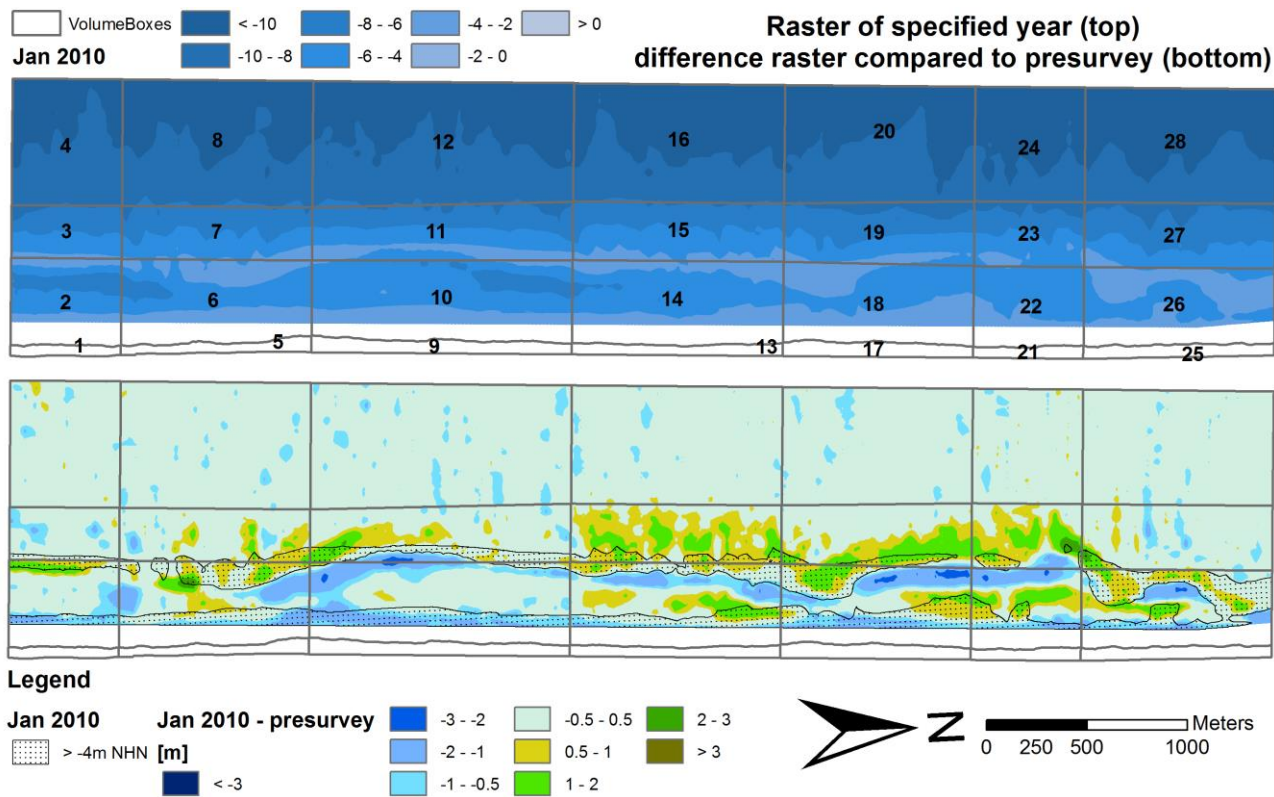 VolumeBoxes < -10 -8 - -6 -4 - -2 > 0
Jan 2010 -10 - -8 -6 - -4 -2 - 0
Raster of specified year (top)
difference raster compared to presurvey (bottom)
4 8 12 16 20 24 28
3 7 11 15 19 23 27
2 6 10 14 18 22 26
1 5 9 13 17 21 25
Legend
Jan 2010 Jan 2010 - presurvey
> -4m NHN [m]
< -3
-3 - -2 -0.5 - 0.5 2 - 3
-2 - -1 0.5 - 1 > 3
-1 - -0.5 1 - 2
N
Meters
0 250 500 1000